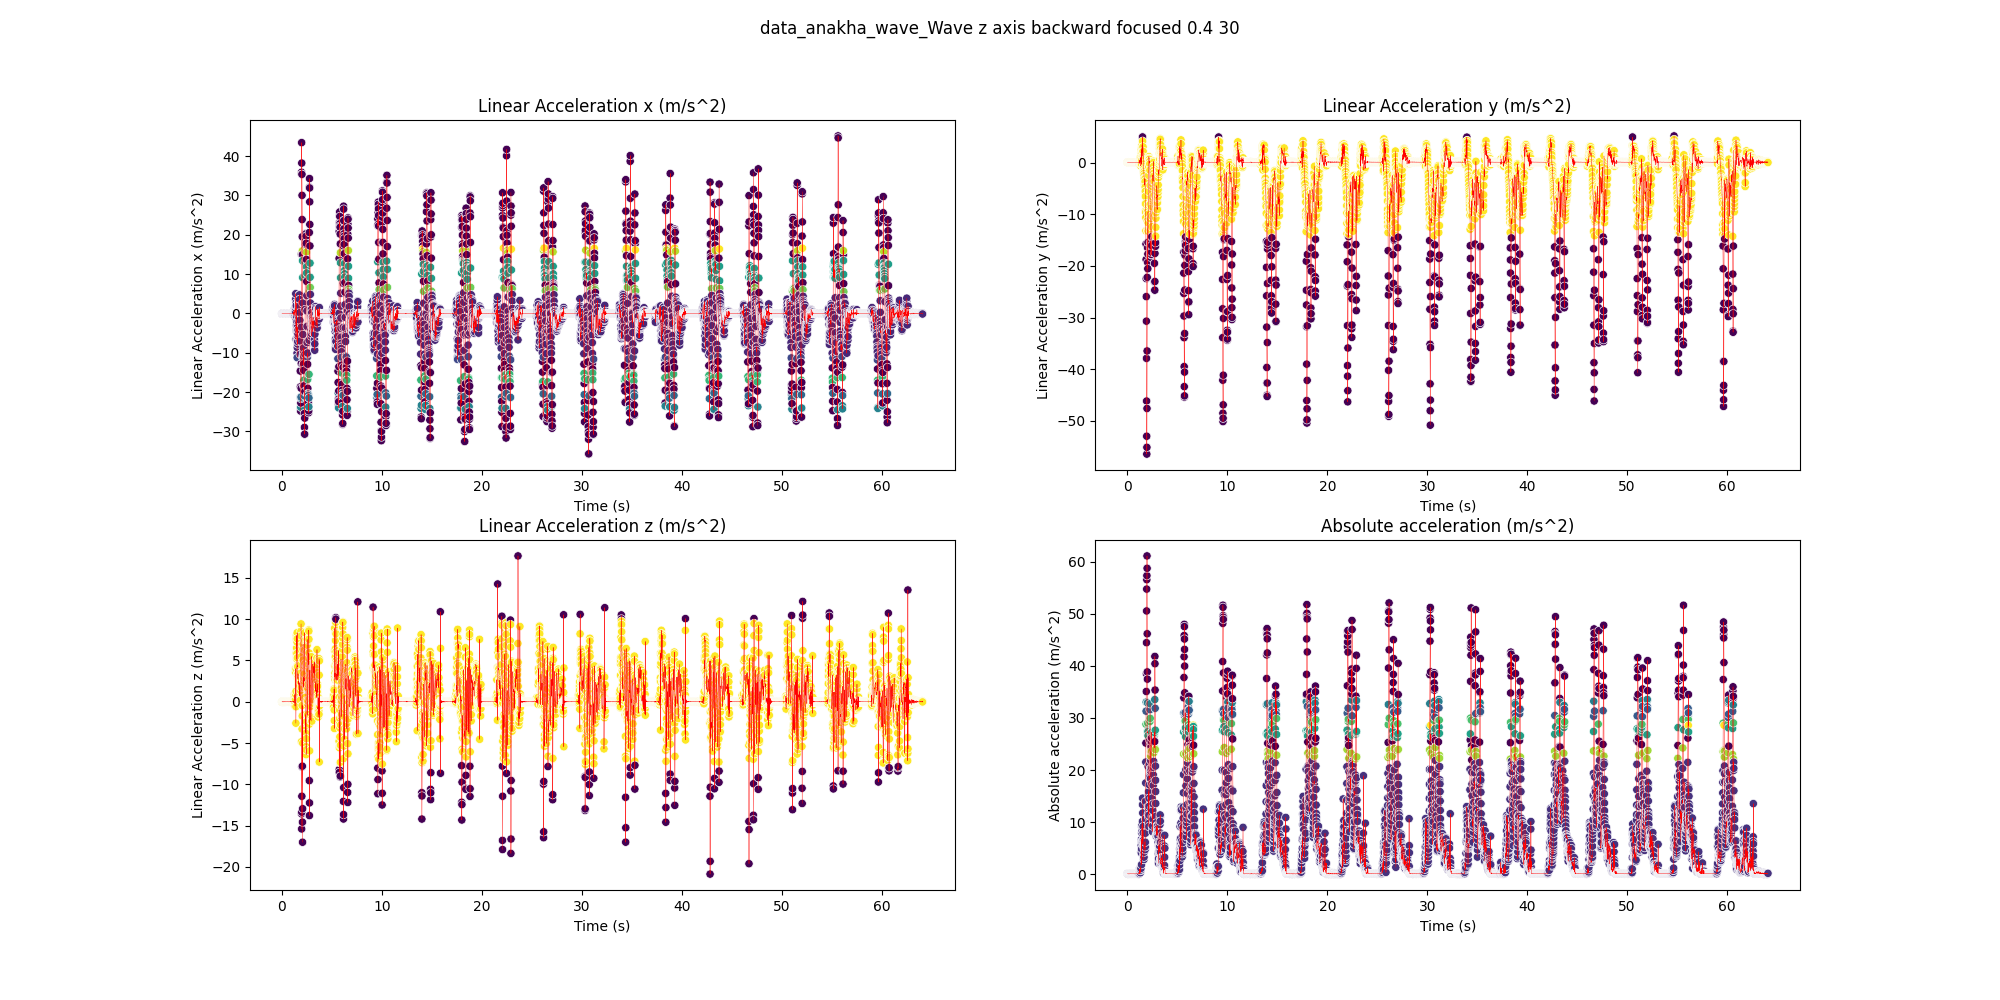 data_anakha_wave_Wave z axis backward focused 0.4 30
Linear Acceleration x (m/s^2)
Linear Acceleration x (m/s^2)
40
30
20
10
0
−10
−20
−30
0 10 20 30 40 50 60
Time (s)
Linear Acceleration y (m/s^2)
Linear Acceleration y (m/s^2)
0
−10
−20
−30
−40
−50
0 10 20 30 40 50 60
Time (s)
Linear Acceleration z (m/s^2)
Linear Acceleration z (m/s^2)
15
10
5
0
−5
−10
−15
−20
0 10 20 30 40 50 60
Time (s)
Absolute acceleration (m/s^2)
Absolute acceleration (m/s^2)
60
50
40
30
20
10
0
0 10 20 30 40 50 60
Time (s)